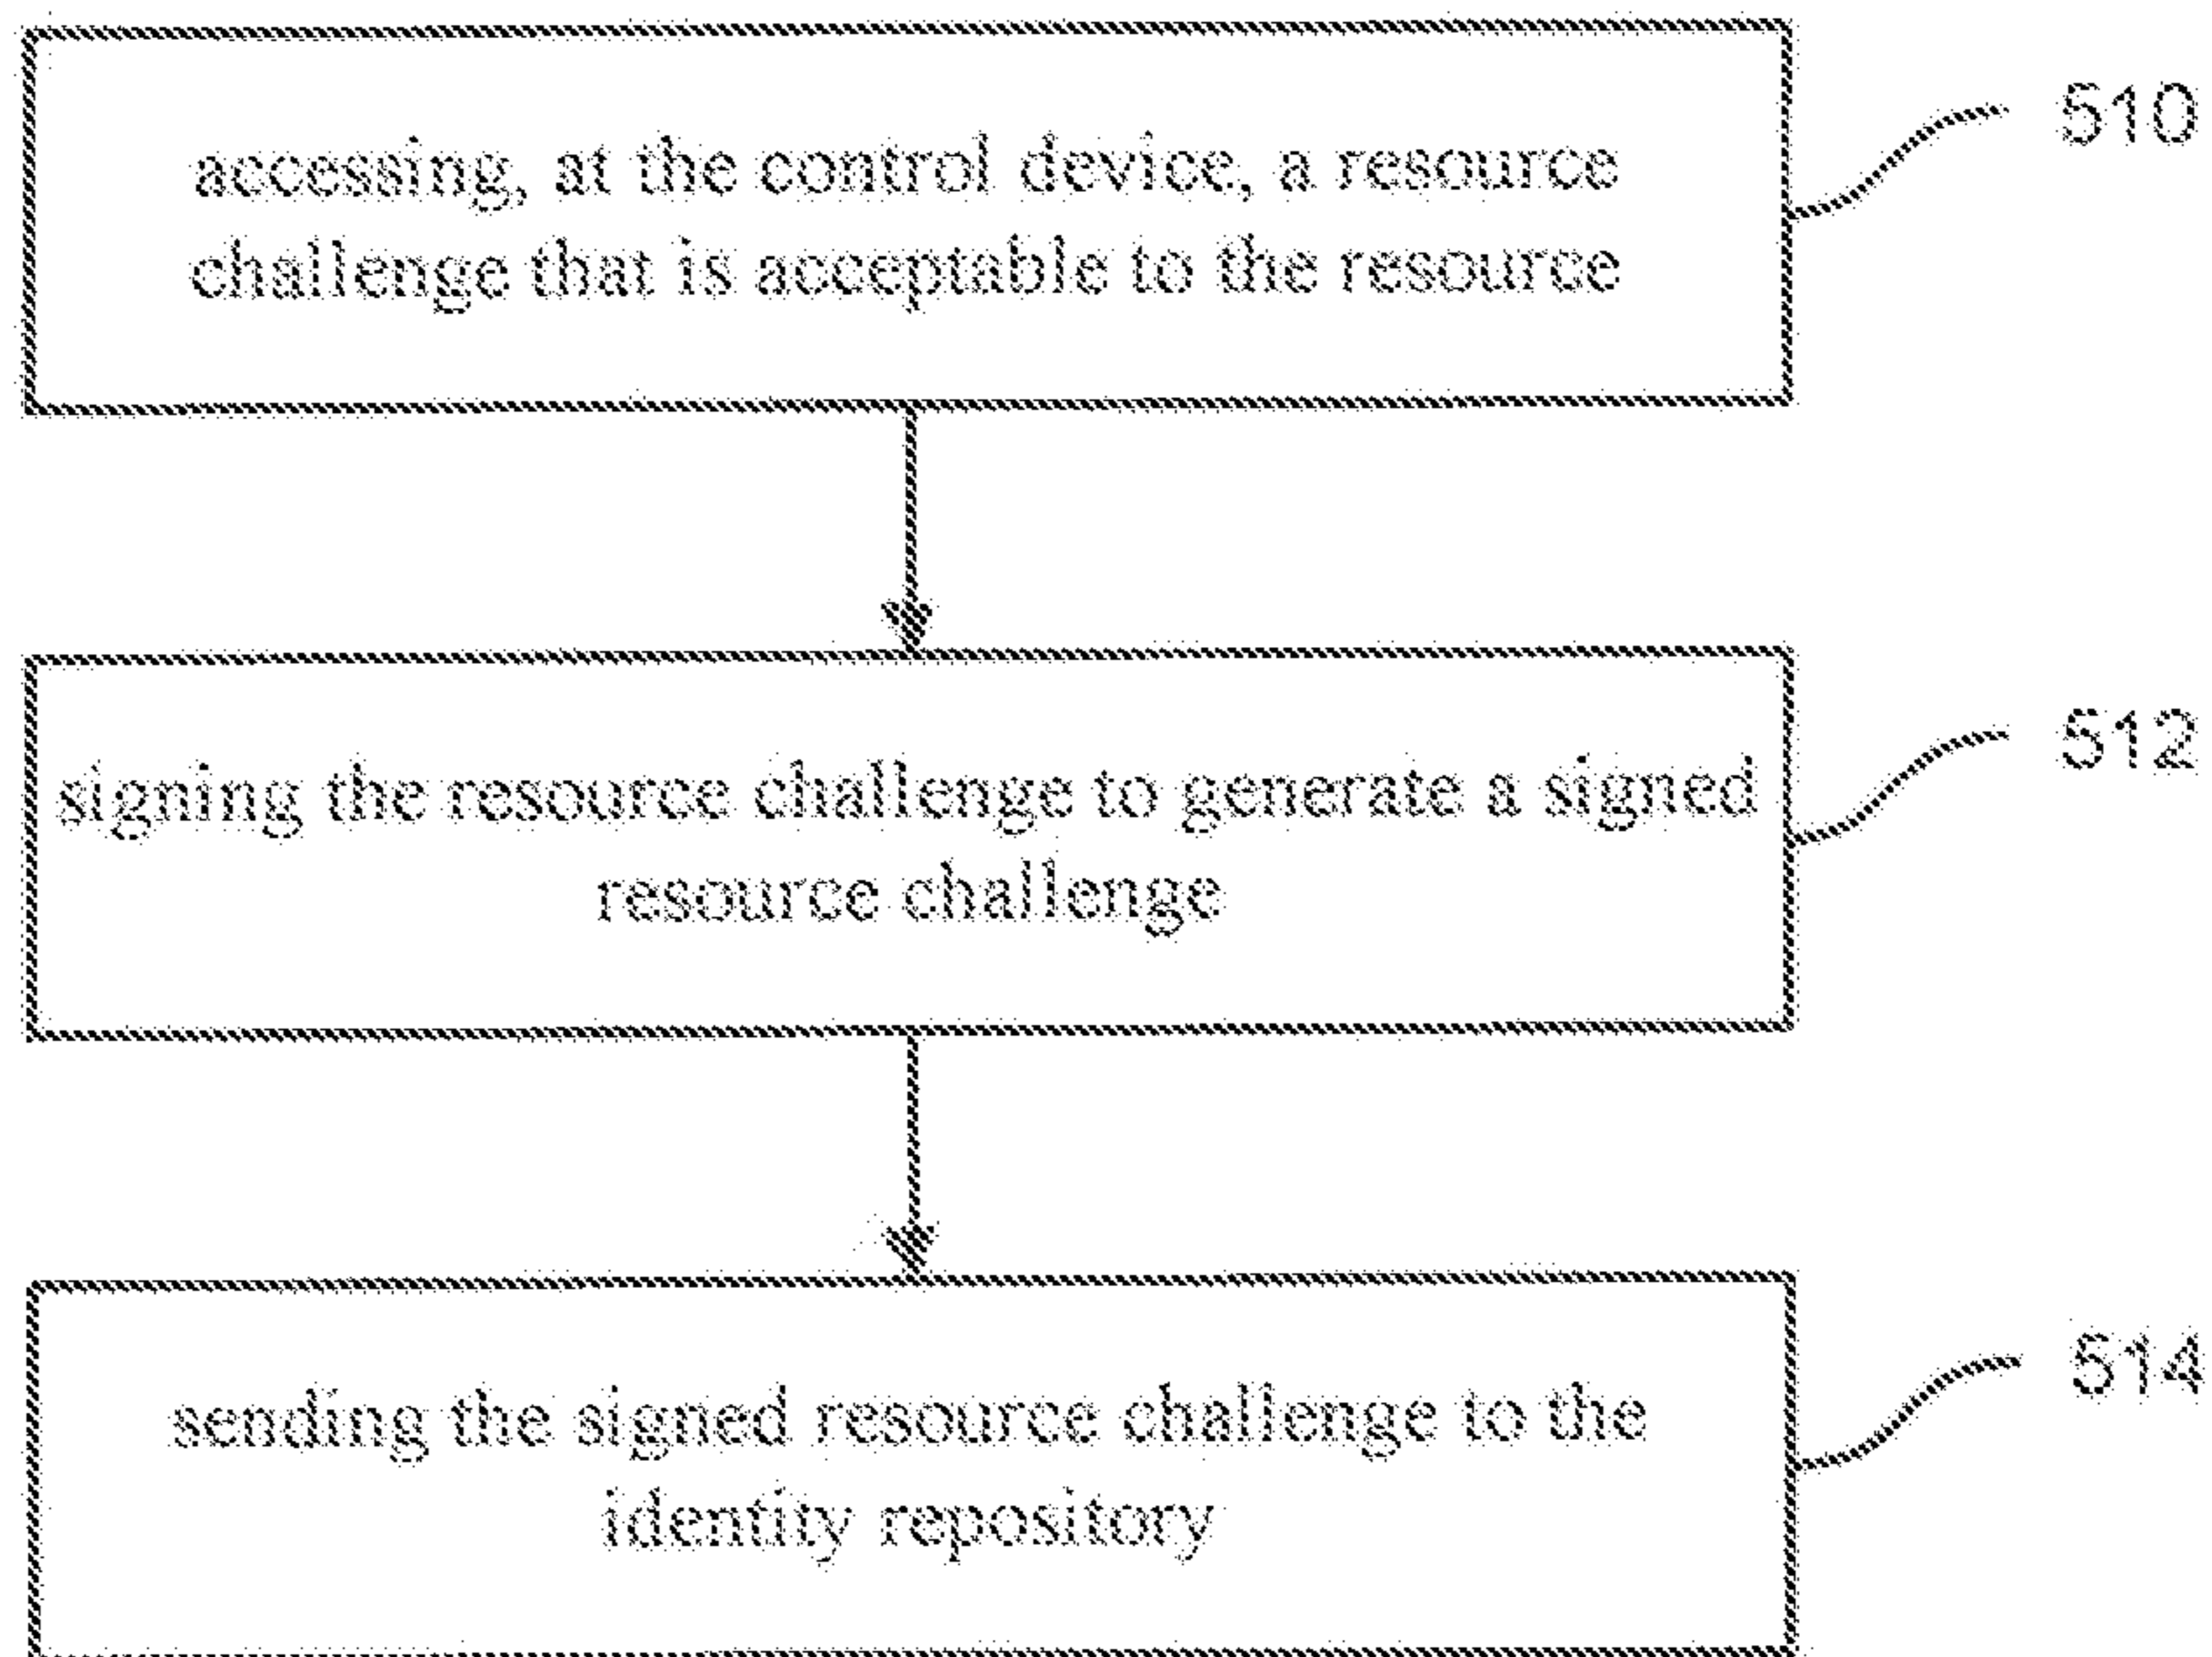 accessing, at the control device, a resource
challenge that is acceptable to the resource
510
signing the resource challenge to generate a signed
resource challenge
512
sending the signed resource challenge to the
identity repository
514